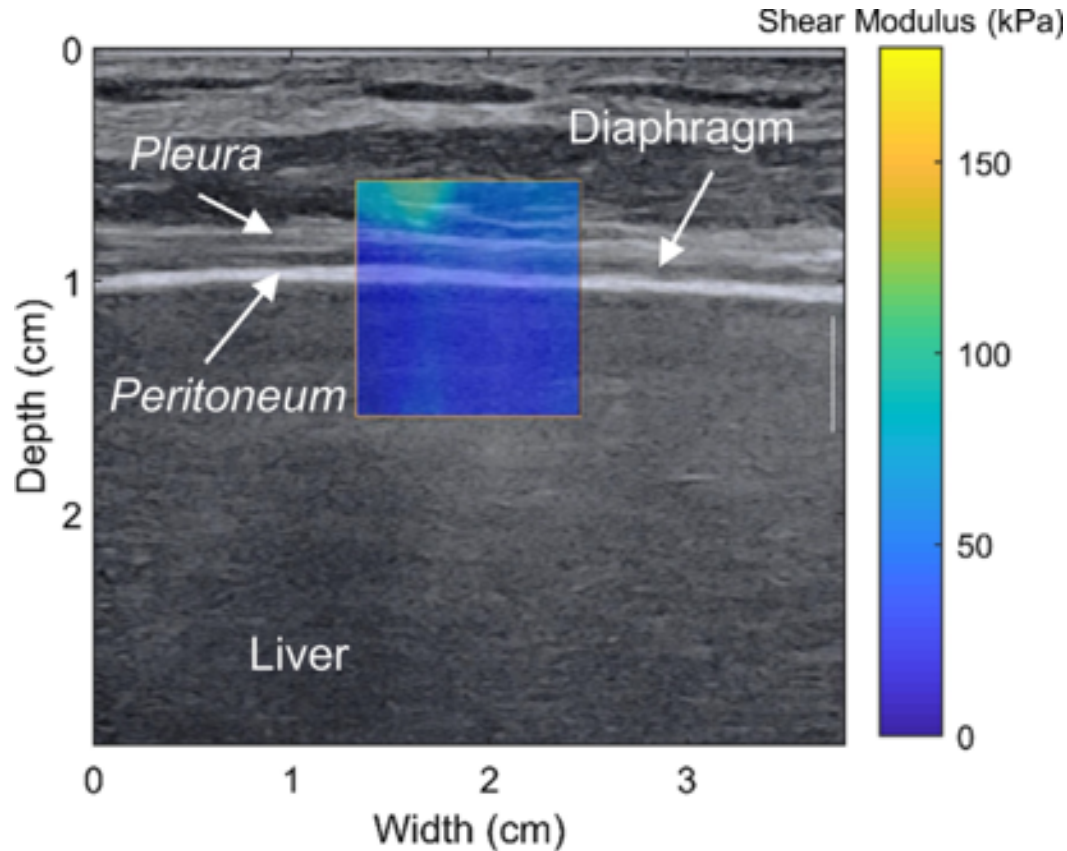 Shear Modulus (kPa)
0
Diaphragm
Pleura
150
1
100
Peritoneum
Depth (cm)
2
50
Liver
0
0 1 2 3
Width (cm)